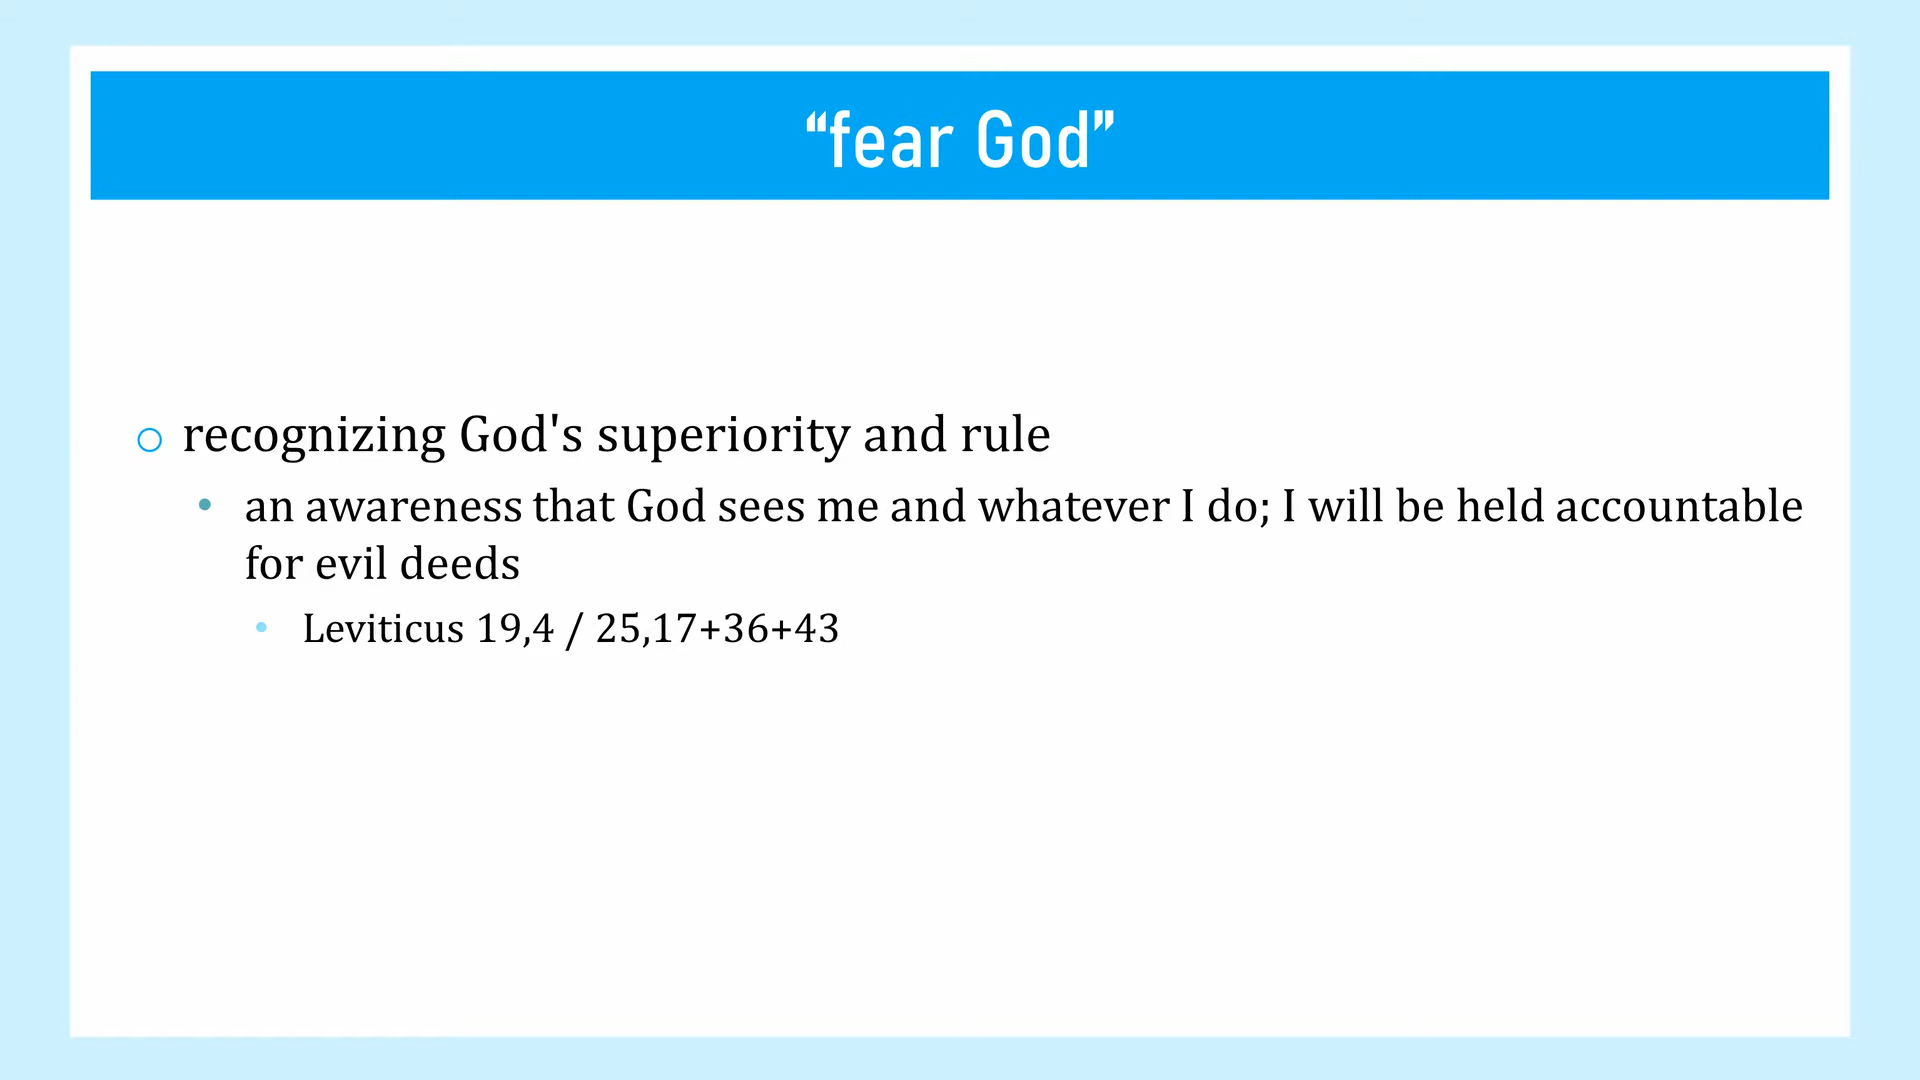 “fear God”
o recognizing God's superiority and rule
• an awareness that God sees me and whatever I do; I will be held accountable
for evil deeds
• Leviticus 19,4 / 25,17+36+43